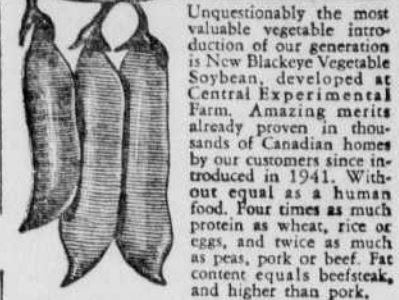 Unquestionably the most
valuable vegetable intro-
duction of our generation
is New Blackeye Vegetable
Soybean, developed at
Central Experimental
Farm. Amazing merits
already proven in thou-
sands of Canadian homes
by our customers since in-
troduced in 1941. With-
out equal as a human
food. Four times as much
protein as wheat, rice or
eggs, and twice as much
as peas, pork or beef. Fat
content equals beefsteak,
and higher than pork.